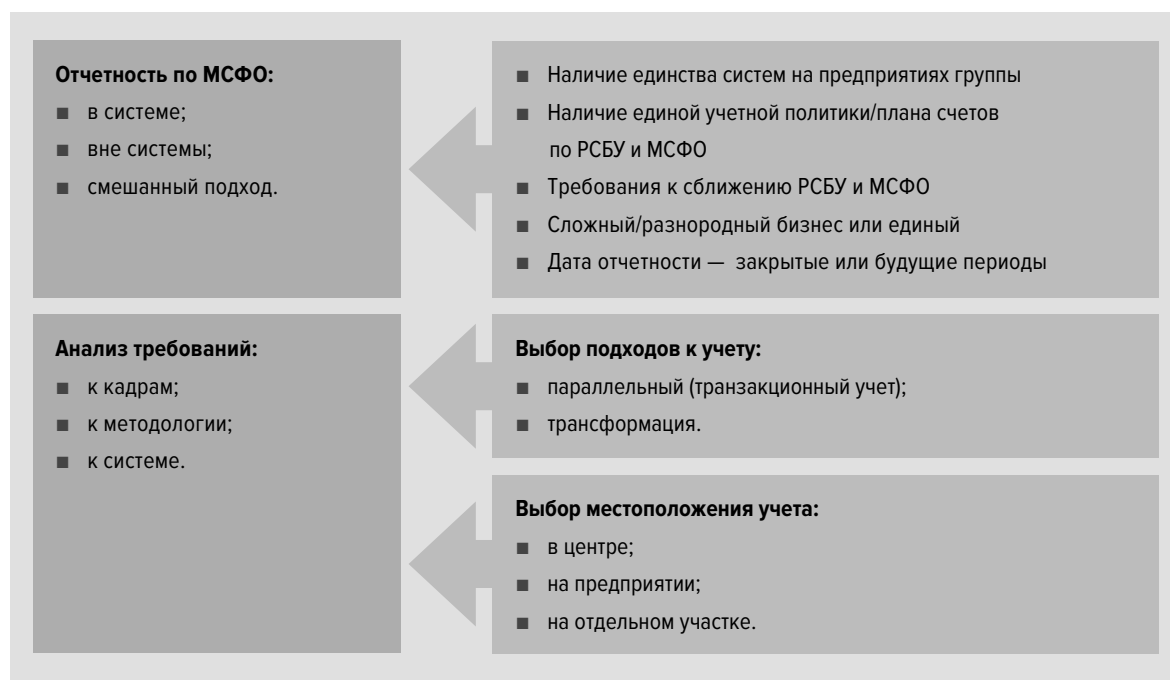 Отчетность по МСФО:
■ в системе;
■ вне системы;
■ смешанный подход.
■ Наличие единства систем на предприятиях группы
■ Наличие единой учетной политики/плана счетов
по РСБУ и МСФО
■ Требования к сближению РСБУ и МСФО
■ Сложный/разнородный бизнес или единый
■ Дата отчетности — закрытые или будущие периоды
Анализ требований:
■ к кадрам;
■ к методологии;
■ к системе.
Выбор подходов к учету:
■ параллельный (транзакционный учет);
■ трансформация.
Выбор местоположения учета:
■ в центре;
■ на предприятии;
■ на отдельном участке.